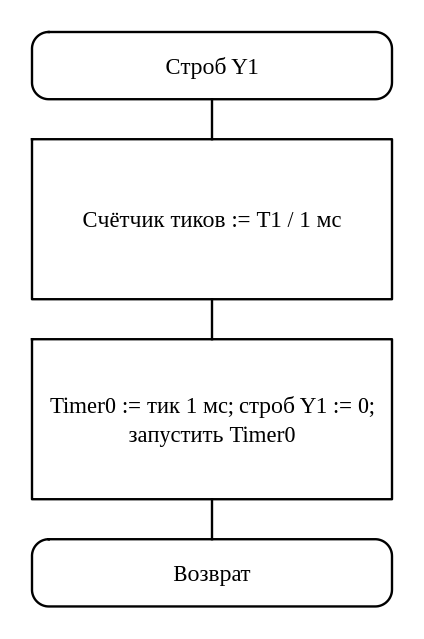 Строб Y1
Счётчик тиков := T1 / 1 мс
Timer0 := тик 1 мс; строб Y1 := 0;
запустить Timer0
Возврат